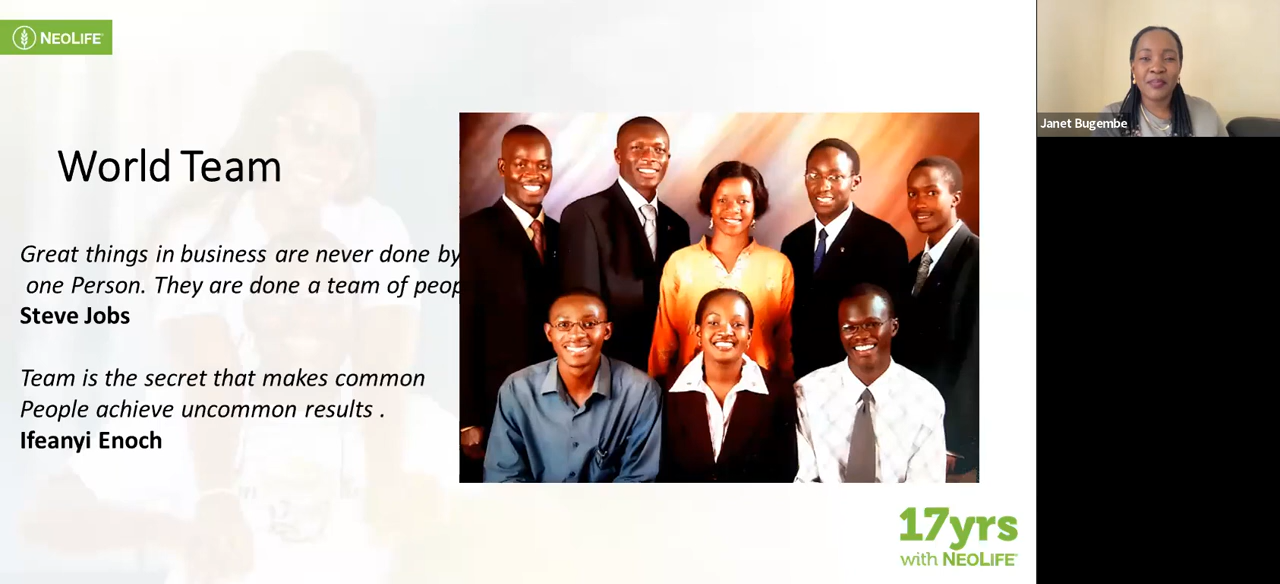 NEOLIFE
World Team
Great things in business are never done by
one Person. They are done a team of peop
Steve Jobs
Team is the secret that makes common
People achieve uncommon results .
Ifeanyi Enoch
17yrs
with NEOLIFE
Janet Bugembe